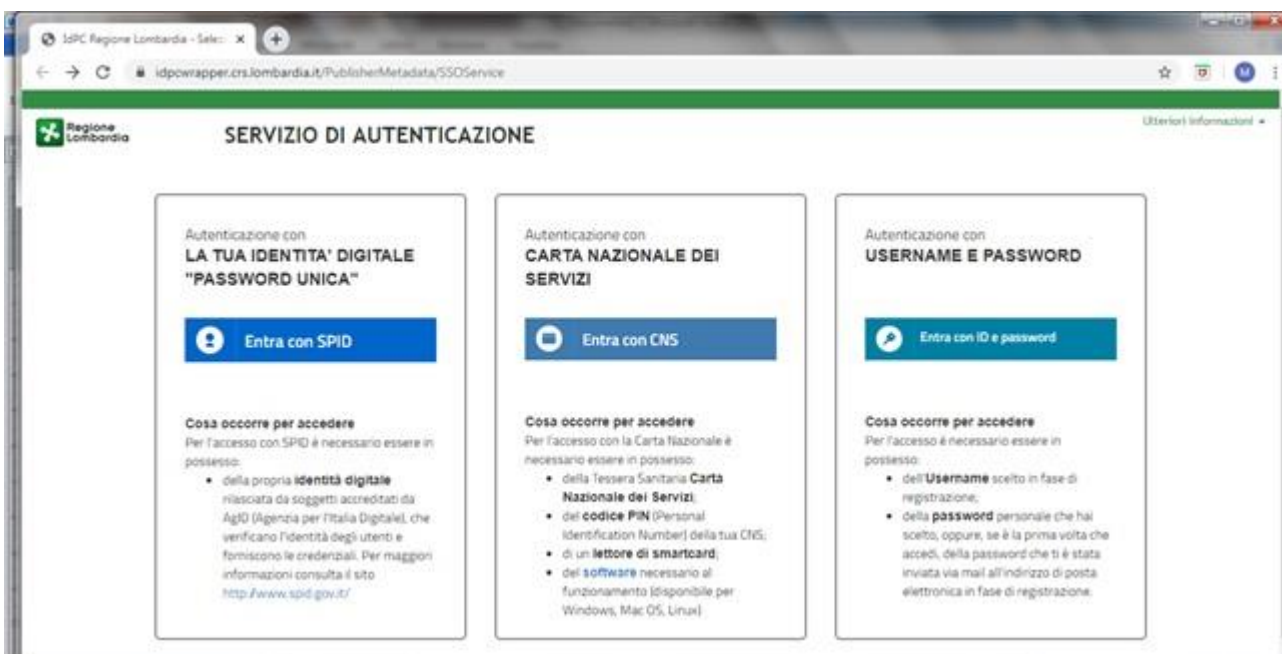 IdPC Regione Lombardia - Selez
idpcwrapper.crs.lombardia.it/PublisherMetadata/SSOService
M
Regione
Lombardia
SERVIZIO DI AUTENTICAZIONE
Ulteriori informazioni
Autenticazione con
LA TUA IDENTITA' DIGITALE
"PASSWORD UNICA"
Entra con SPID
Cosa occorre per accedere
Per l'accesso con SPID è necessario essere in
possesso:
• della propria identità digitale
rilasciata da soggetti accreditati da
AgID (Agenzia per l'Italia Digitale), che
verificano l'identità degli utenti e
forniscono le credenziali. Per maggiori
informazioni consulta il sito
http://www.spid.gov.it/
Autenticazione con
CARTA NAZIONALE DEI
SERVIZI
Entra con CNS
Cosa occorre per accedere
Per l'accesso con la Carta Nazionale è
necessario essere in possesso:
• della Tessera Sanitaria Carta
Nazionale dei Servizi;
• del codice PIN (Personal
Identification Number) della tua CNS;
• di un lettore di smartcard;
• del software necessario al
funzionamento (disponibile per
Windows, Mac OS, Linux)
Autenticazione con
USERNAME E PASSWORD
Entra con ID e password
Cosa occorre per accedere
Per l'accesso è necessario essere in
possesso:
• dell'Username scelto in fase di
registrazione;
• della password personale che hai
scelto, oppure, se è la prima volta che
accedi, della password che ti è stata
inviata via mail all'indirizzo di posta
elettronica in fase di registrazione.